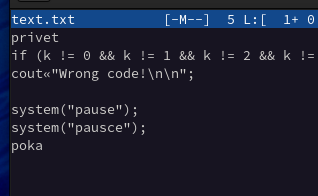 text.txt [-M--] 5 L:[ 1+ 0
privet
if (k != 0 && k != 1 && k != 2 && k !=
cout«"Wrong code!\n\n";
system("pause");
system("pausce");
poka